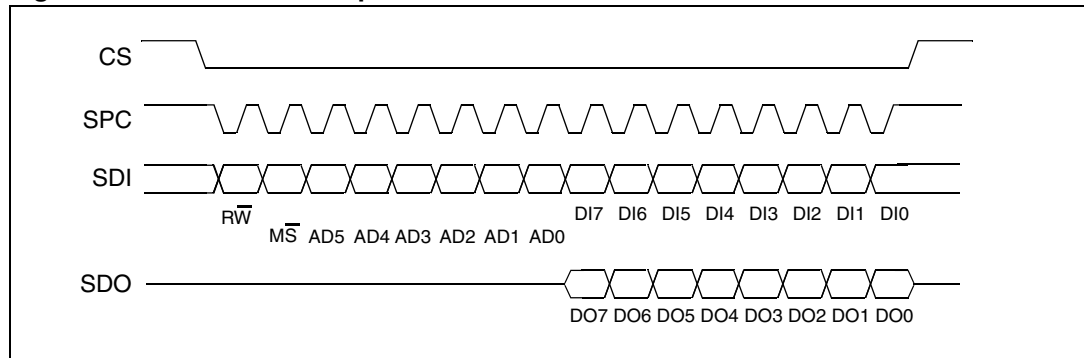 CS
SPC
SDI
RW̅
DI7 DI6 DI5 DI4 DI3 DI2 DI1 DI0
MS̅ AD5 AD4 AD3 AD2 AD1 AD0
SDO
DO7 DO6 DO5 DO4 DO3 DO2 DO1 DO0